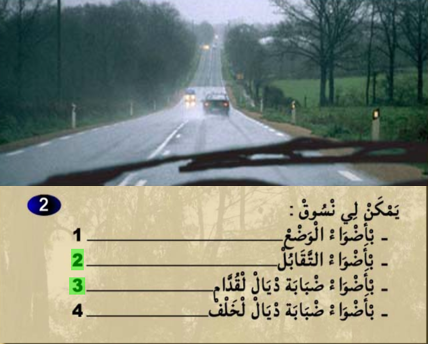 2
يَمْكَنْ لِي نْسُوقْ :
- بْأَضْوَاءْ الْوَضْعْ 1
- بْأَضْوَاءْ التَّقَابُلْ 2
- بْأَضْوَاءْ ضْبَابَة دْيَالْ لْقُدَّامْ 3
- بْأَضْوَاءْ ضْبَابَة دْيَالْ لْخَلْفْ 4